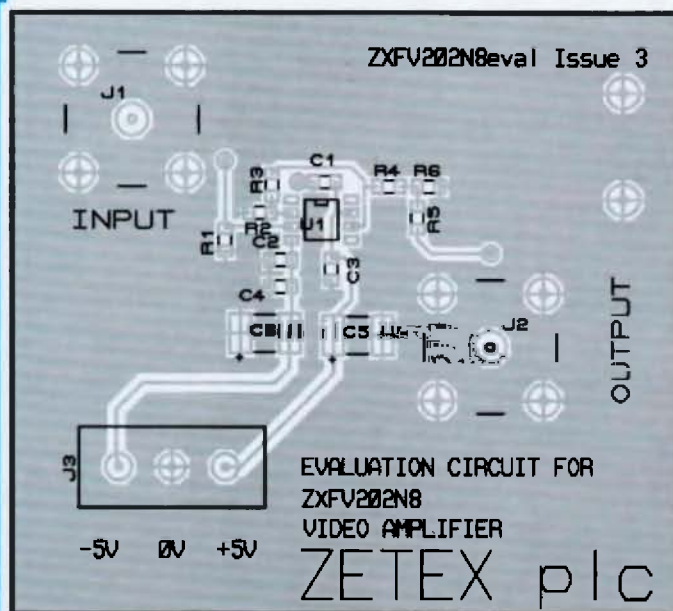 ZXFV202N8eval Issue 3
J1
INPUT
R3
C1
R4
R6
R2
U1
R5
R1
C2
C3
C4
C5
J2
OUTPUT
J3
-5V 0V +5V
EVALUATION CIRCUIT FOR
ZXFV202N8
VIDEO AMPLIFIER
ZETEX plc